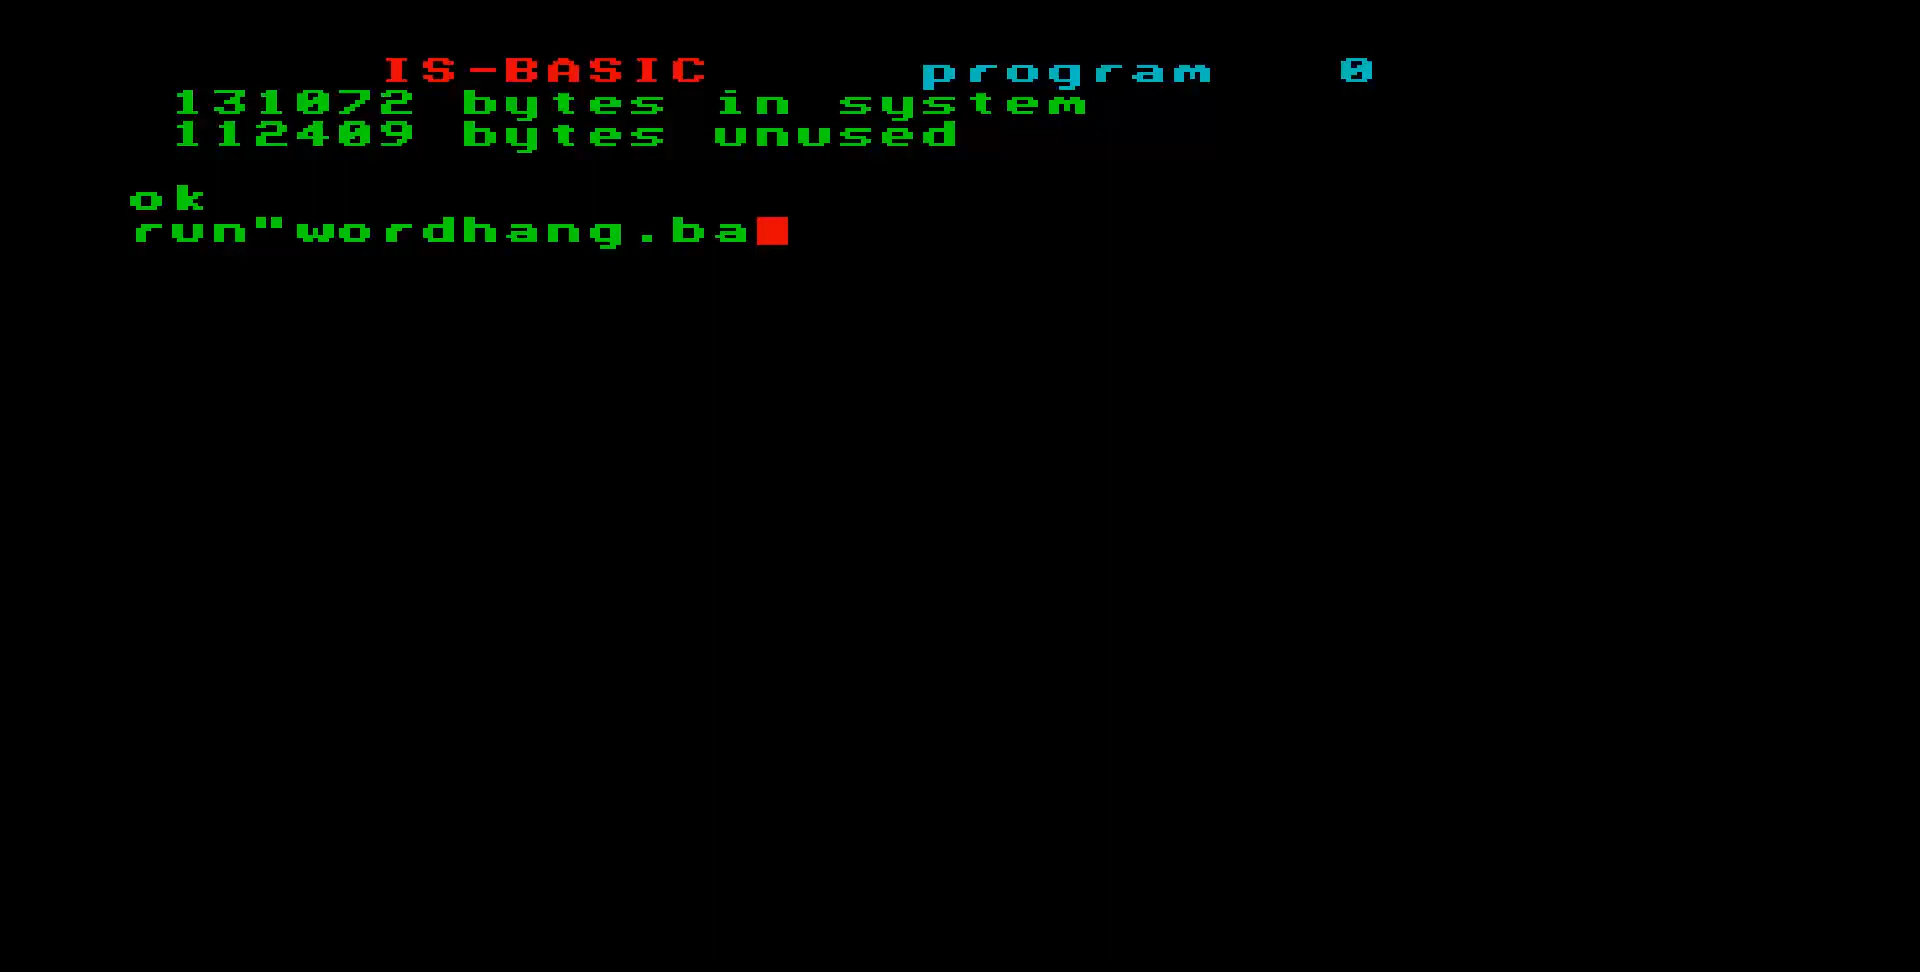 IS-BASIC program 0
131072 bytes in system
112409 bytes unused
ok
run"wordhang.ba